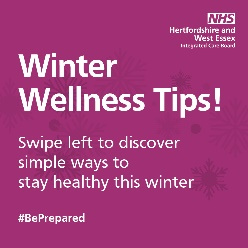 NHS
Hertfordshire and
West Essex
Integrated Care Board
Winter
Wellness Tips!
Swipe left to discover
simple ways to
stay healthy this winter
#BePrepared